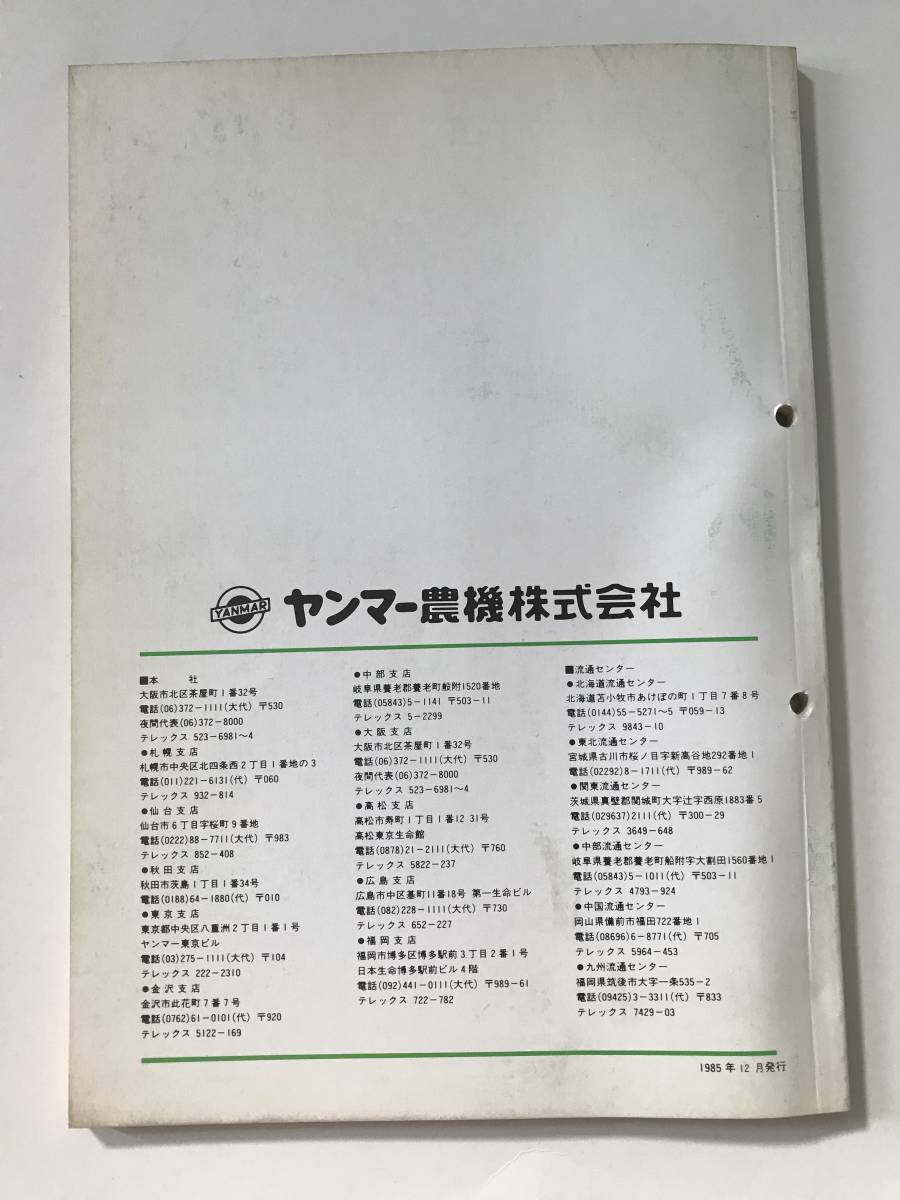 YANMAR ヤンマー農機株式会社
■本 社
大阪市北区茶屋町1番32号
電話(06)372-1111(大代)〒530
夜間代表(06)372-8000
テレックス 523-6981〜4
●札幌支店
札幌市中央区北四条西2丁目1番地の3
電話(011)221-6131(代)〒060
テレックス 932-814
●仙台支店
仙台市6丁目字桜町9番地
電話(0222)88-7711(大代)〒983
テレックス 852-408
●秋田支店
秋田市茨島1丁目1番34号
電話(0188)64-1880(代)〒010
●東京支店
東京都中央区八重洲2丁目1番1号
ヤンマー東京ビル
電話(03)275-1111(大代)〒104
テレックス 222-2310
●金沢支店
金沢市此花町7番7号
電話(0762)61-0101(代)〒920
テレックス 5122-169
●中部支店
岐阜県養老郡養老町船附1520番地
電話(05843)5-1141 〒503-11
テレックス 5-2299
●大阪支店
大阪市北区茶屋町1番32号
電話(06)372-1111(大代)〒530
夜間代表(06)372-8000
テレックス 523-6981〜4
●高松支店
高松市寿町1丁目1番12 31号
高松東京生命館
電話(0878)21-2111(大代)〒760
テレックス 5822-237
●広島支店
広島市中区基町11番18号 第一生命ビル
電話(082)228-1111(大代)〒730
テレックス 652-227
●福岡支店
福岡市博多区博多駅前3丁目2番1号
日本生命博多駅前ビル4階
電話(092)441-0111(大代)〒989-61
テレックス 722-782
■流通センター
●北海道流通センター
北海道苫小牧市あけぼの町1丁目7番8号
電話(0144)55-5271〜5 〒059-13
テレックス 9843-10
●東北流通センター
宮城県古川市桜ノ目字新高谷地292番地1
電話(02292)8-1711(代)〒989-62
●関東流通センター
茨城県真壁郡関城町大字辻字西原1883番5
電話(029637)2111(代)〒300-29
テレックス 3649-648
●中部流通センター
岐阜県養老郡養老町船附字大割田1560番地1
電話(05843)5-1011(代)〒503-11
テレックス 4793-924
●中国流通センター
岡山県備前市福田722番地1
電話(08696)6-8771(代)〒705
テレックス 5964-453
●九州流通センター
福岡県筑後市大字一条535-2
電話(09425)3-3311(代)〒833
テレックス 7429-03
1985年12月発行